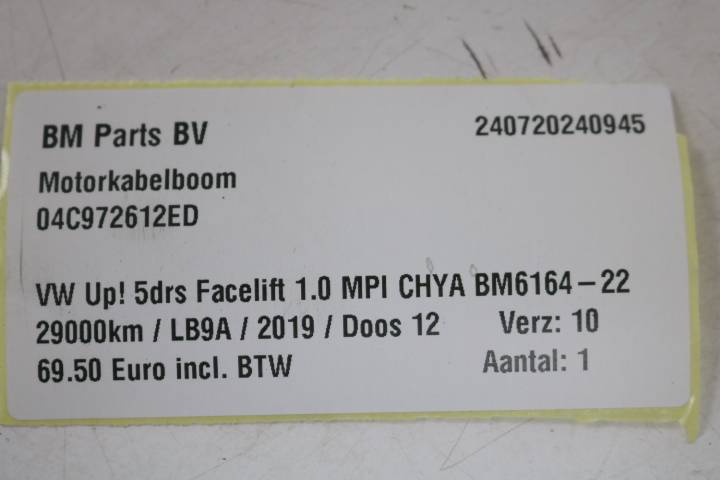 BM Parts BV 240720240945
Motorkabelboom
04C972612ED
VW Up! 5drs Facelift 1.0 MPI CHYA BM6164-22
29000km / LB9A / 2019 / Doos 12 Verz: 10
69.50 Euro incl. BTW Aantal: 1